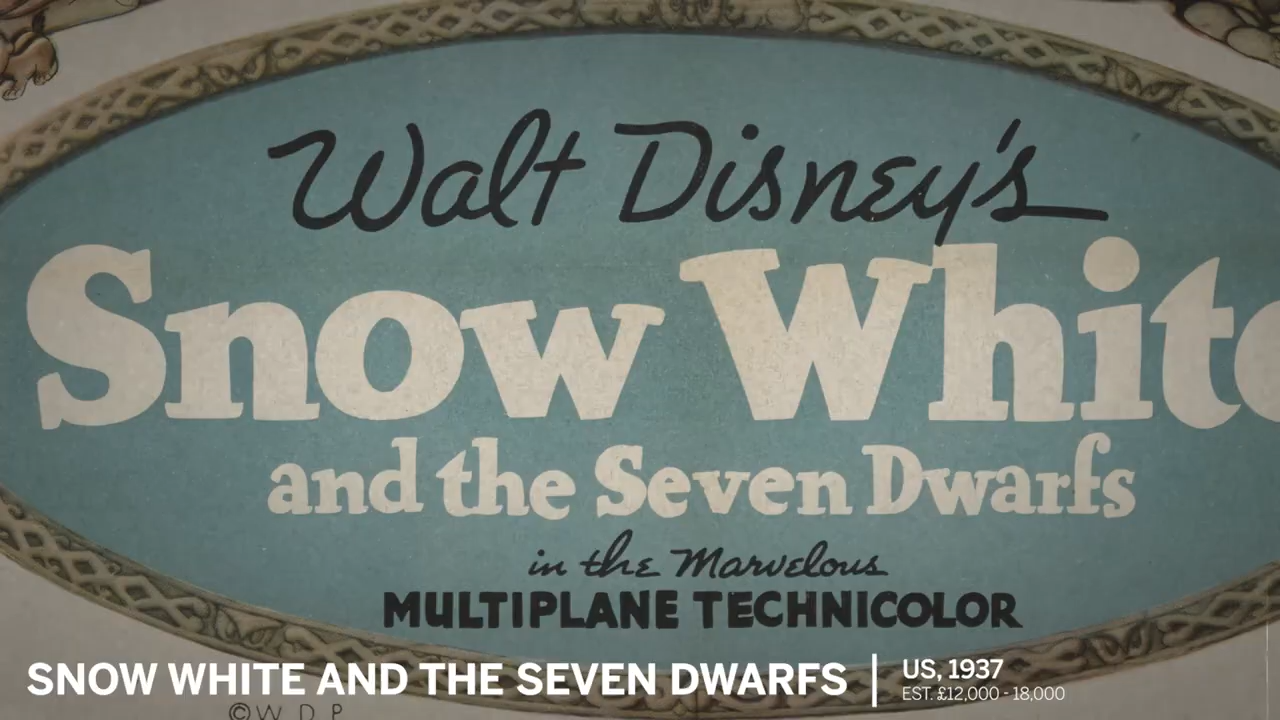 Walt Disney's
Snow White
and the Seven Dwarfs
in the Marvelous
MULTIPLANE TECHNICOLOR
SNOW WHITE AND THE SEVEN DWARFS
US, 1937
EST. £12,000 - 18,000
©W. D. P.